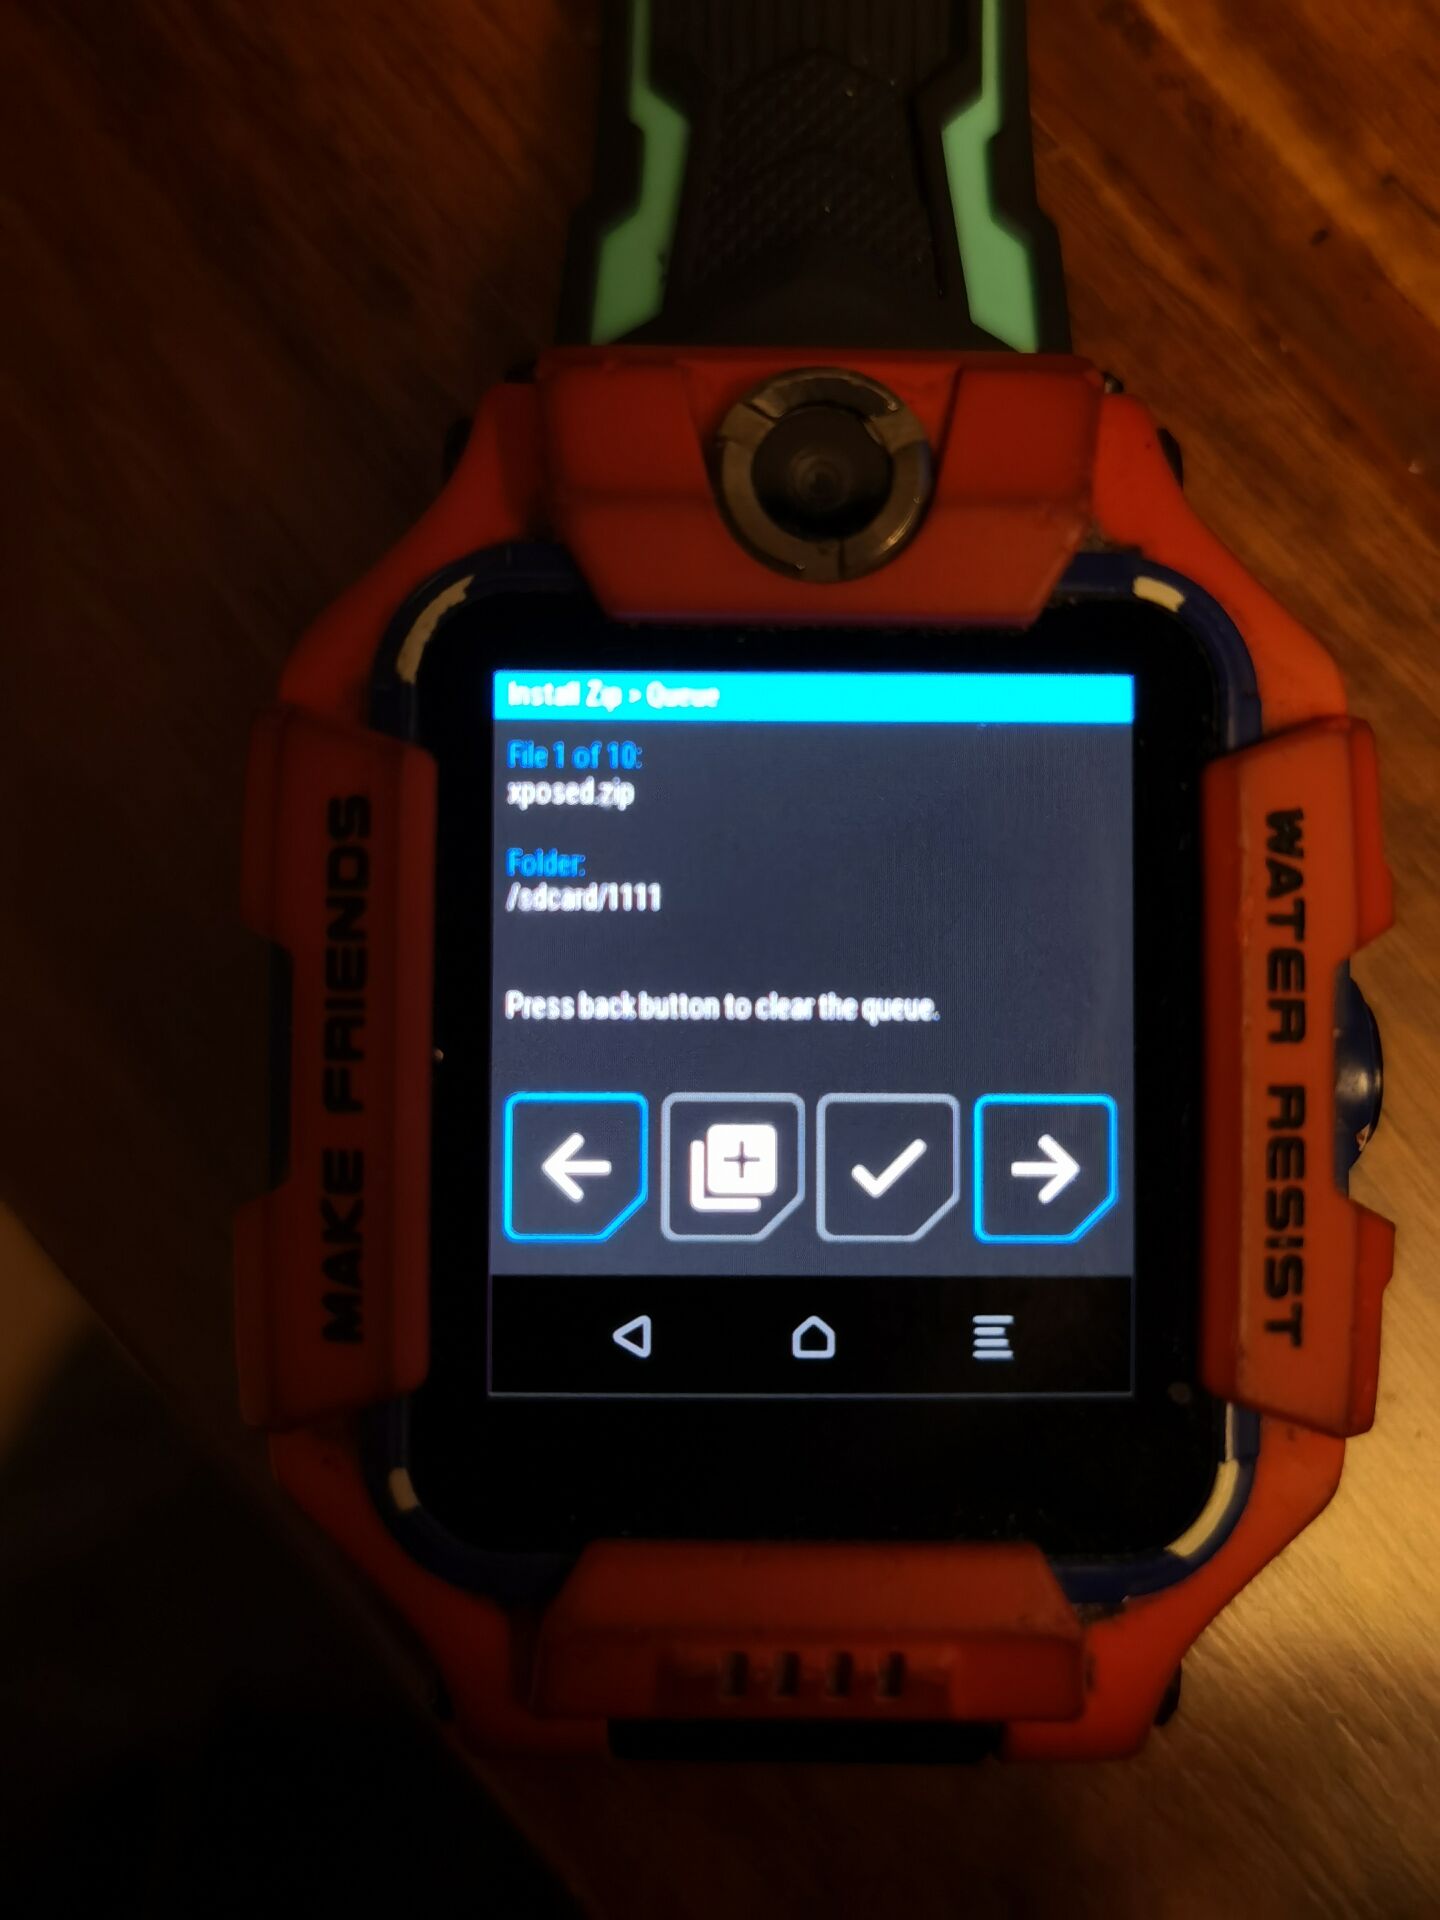 Install Zip > Queue
File 1 of 10:
xposed.zip
Folder:
/sdcard/1111
Press back button to clear the queue.
MAKE FRIENDS
WATER RESIST